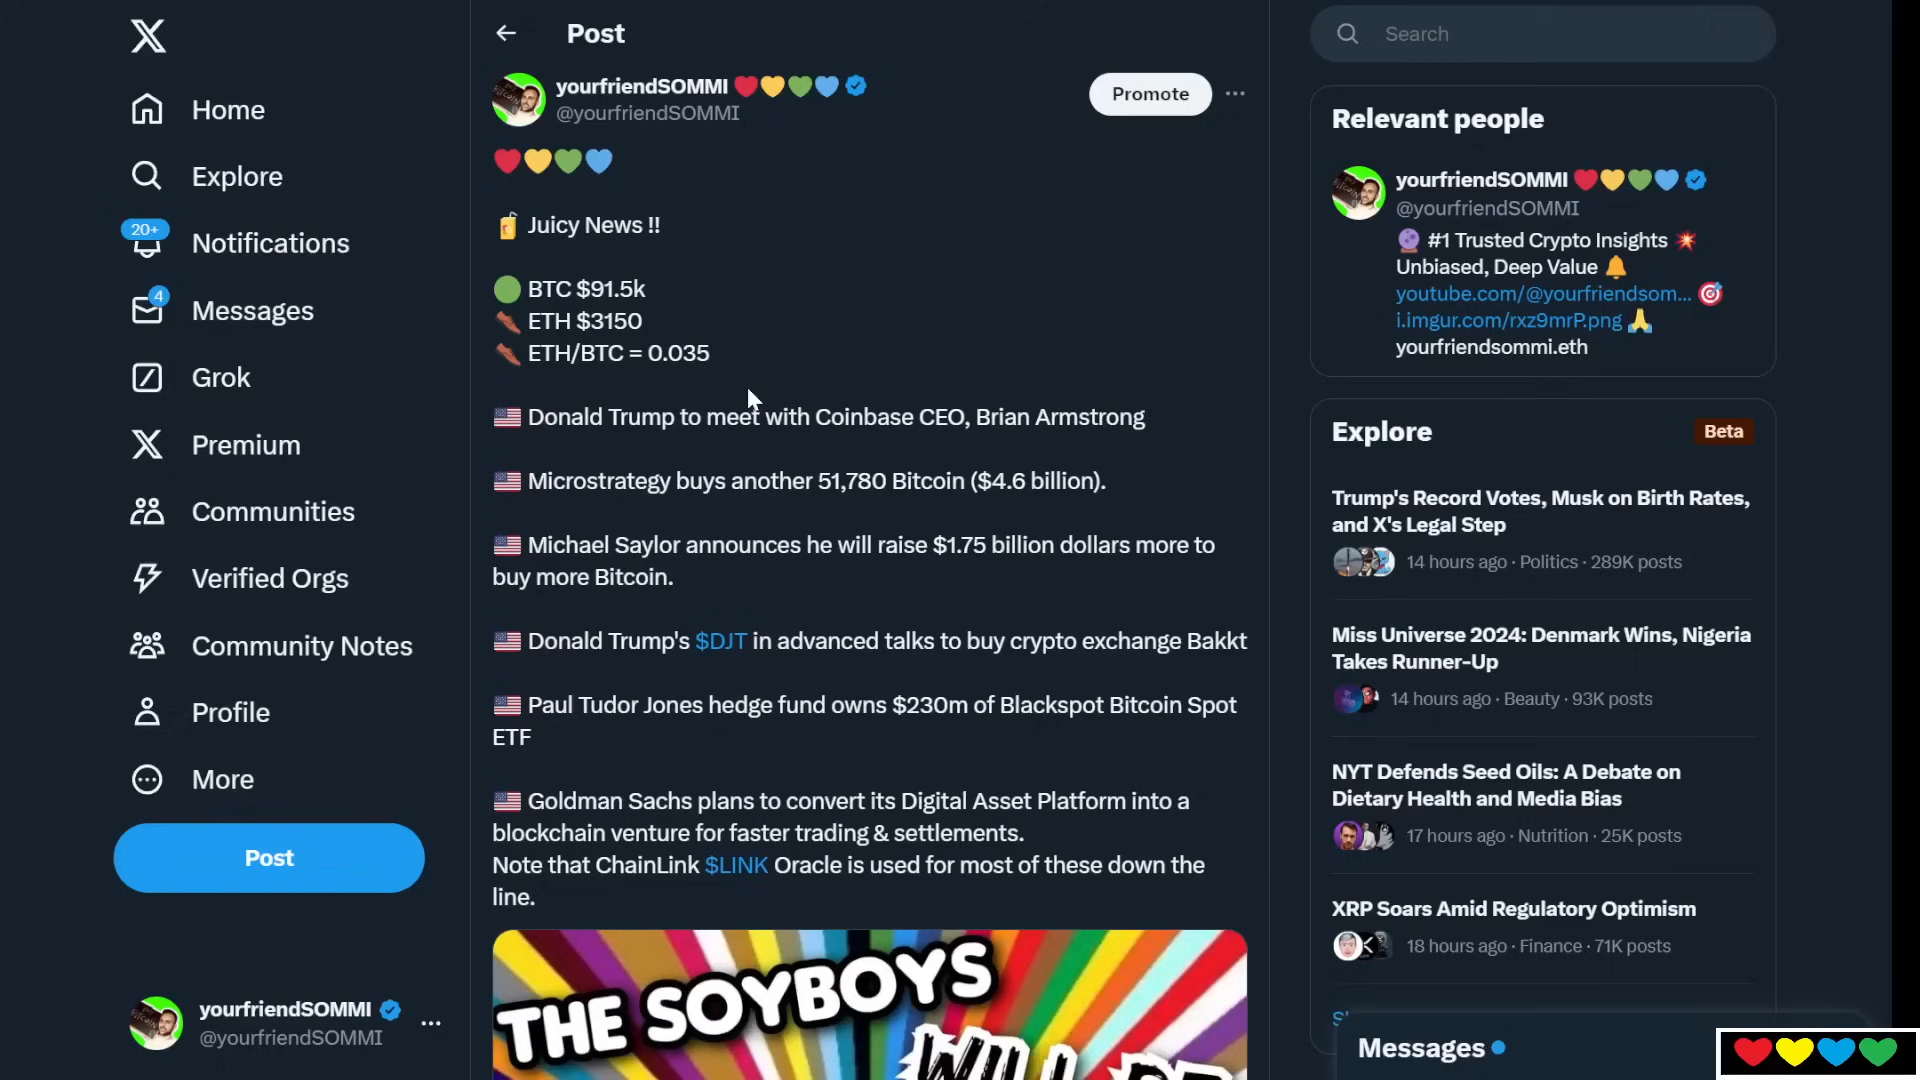 Post
Search
yourfriendSOMMI
@yourfriendSOMMI
Promote
Home
Explore
20+
Notifications
4
Messages
Grok
Premium
Communities
Verified Orgs
Community Notes
Profile
More
Post
yourfriendSOMMI
@yourfriendSOMMI
Juicy News !!
BTC $91.5k
ETH $3150
ETH/BTC = 0.035
Donald Trump to meet with Coinbase CEO, Brian Armstrong
Microstrategy buys another 51,780 Bitcoin ($4.6 billion).
Michael Saylor announces he will raise $1.75 billion dollars more to
buy more Bitcoin.
Donald Trump's $DJT in advanced talks to buy crypto exchange Bakkt
Paul Tudor Jones hedge fund owns $230m of Blackspot Bitcoin Spot
ETF
Goldman Sachs plans to convert its Digital Asset Platform into a
blockchain venture for faster trading & settlements.
Note that ChainLink $LINK Oracle is used for most of these down the
line.
THE SOYBOYS
Relevant people
yourfriendSOMMI
@yourfriendSOMMI
#1 Trusted Crypto Insights
Unbiased, Deep Value
youtube.com/@yourfriendsom...
i.imgur.com/rxz9mrP.png
yourfriendsommi.eth
Explore
Beta
Trump's Record Votes, Musk on Birth Rates,
and X's Legal Step
14 hours ago · Politics · 289K posts
Miss Universe 2024: Denmark Wins, Nigeria
Takes Runner-Up
14 hours ago · Beauty · 93K posts
NYT Defends Seed Oils: A Debate on
Dietary Health and Media Bias
17 hours ago · Nutrition · 25K posts
XRP Soars Amid Regulatory Optimism
18 hours ago · Finance · 71K posts
Messages